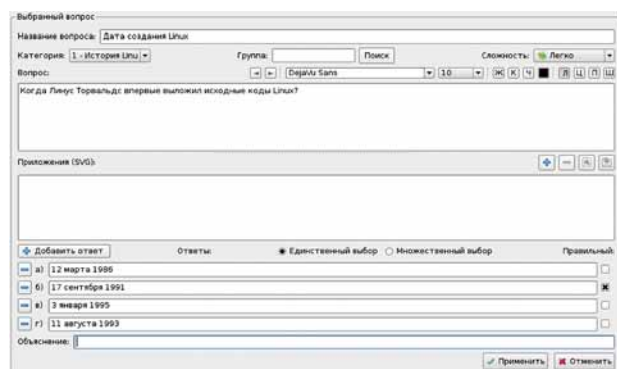 Выбранный вопрос
Название вопроса: Дата создания Linux
Категория: 1 - История Linu Группа: Поиск Сложность: Легко
Вопрос: DejaVu Sans 10 Ж К Ч Л Ц П Ш
Когда Линус Торвальдс впервые выложил исходные коды Linux?
Приложения (SVG):
Добавить ответ Ответы: Единственный выбор Множественный выбор Правильный:
а) 12 марта 1986
б) 17 сентября 1991
в) 3 января 1995
г) 11 августа 1993
Объяснение:
Применить Отменить